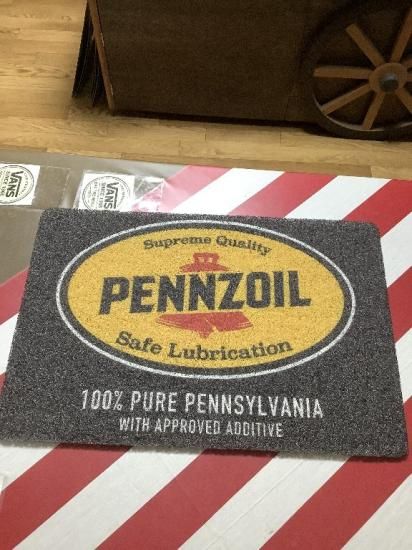 VANS
VANS
Supreme Quality
PENNZOIL
Safe Lubrication
100% PURE PENNSYLVANIA
WITH APPROVED ADDITIVE